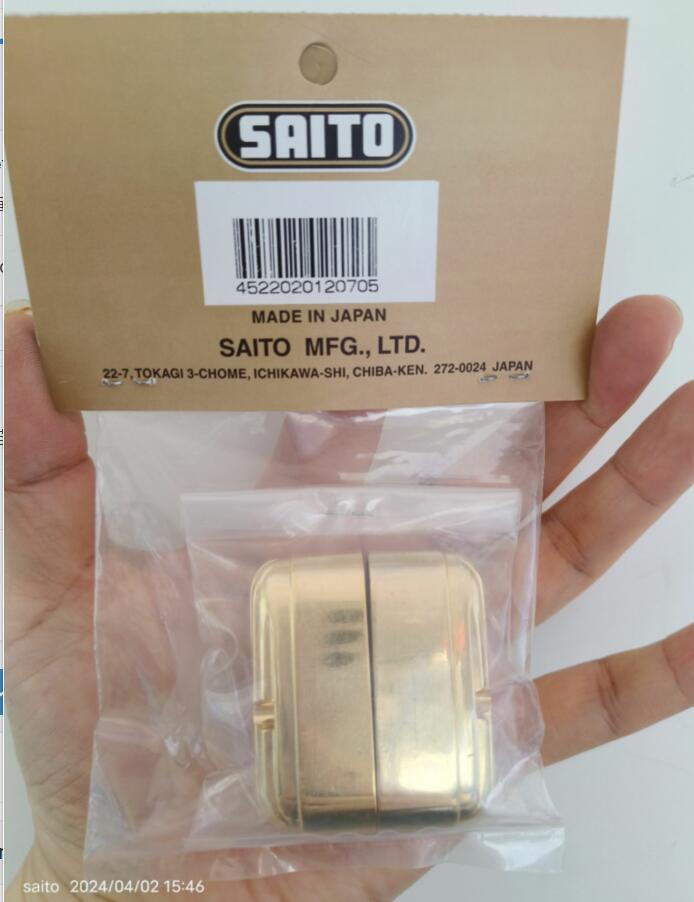 SAITO
4522020120705
MADE IN JAPAN
SAITO MFG., LTD.
22-7, TOKAGI 3-CHOME, ICHIKAWA-SHI, CHIBA-KEN. 272-0024 JAPAN
saito 2024/04/02 15:46